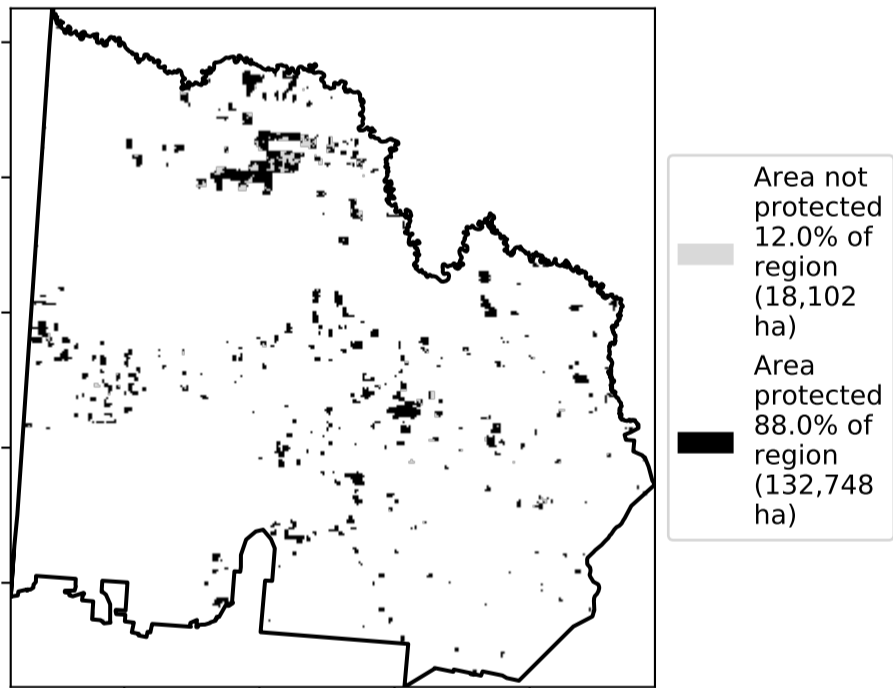 Area not
protected
12.0% of
region
(18,102
ha)
Area
protected
88.0% of
region
(132,748
ha)